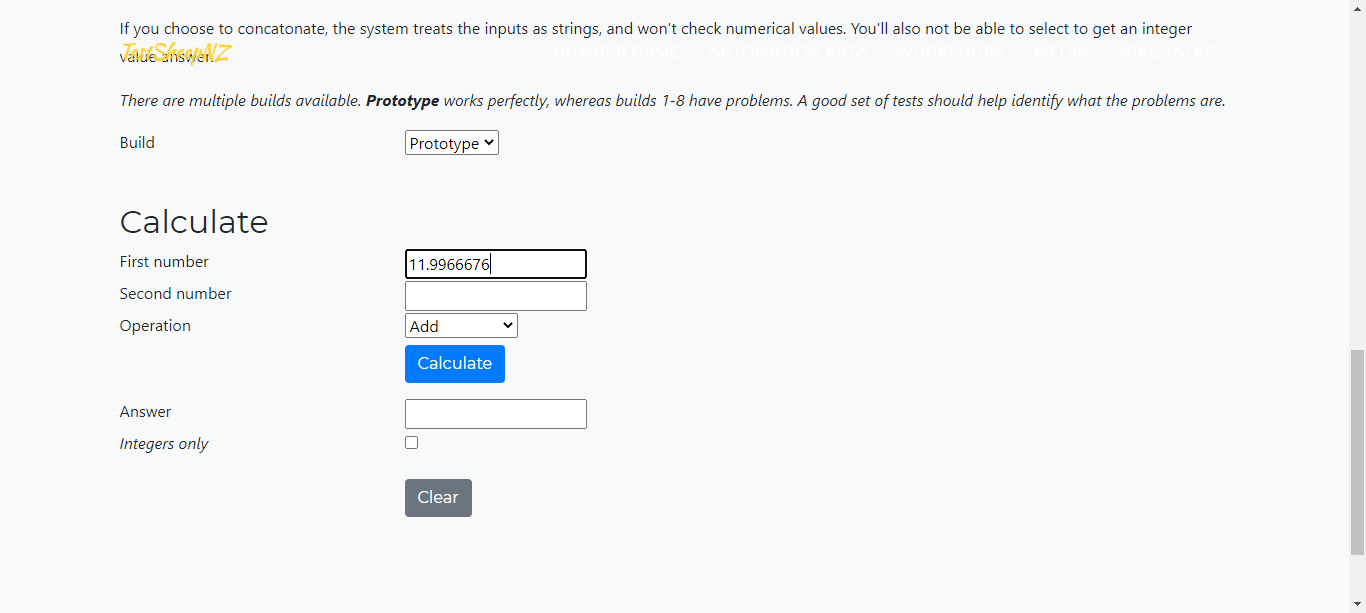 If you choose to concatonate, the system treats the inputs as strings, and won't check numerical values. You'll also not be able to select to get an integer
value answer.
TestSheepNZ
NUMBER GAME AUTOMATION WORKSHOPS MEDIA MIKE TALKS
There are multiple builds available. Prototype works perfectly, whereas builds 1-8 have problems. A good set of tests should help identify what the problems are.
Build Prototype
Calculate
First number 11.9966676
Second number
Operation Add
Calculate
Answer
Integers only
Clear